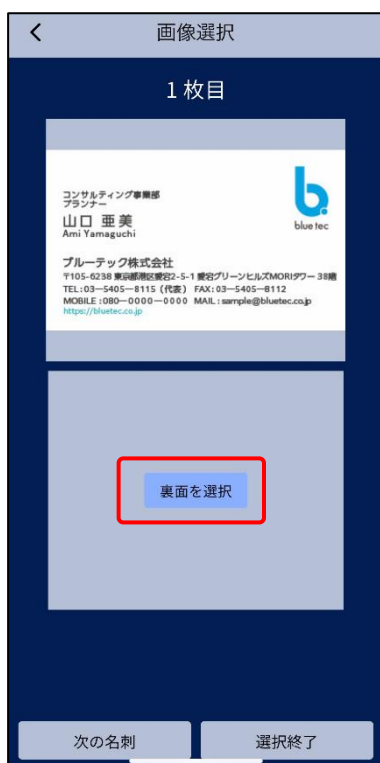 画像選択
1枚目
コンサルティング事業部
プランナー
山口 亜美
Ami Yamaguchi
b.
blue tec
ブルーテック株式会社
〒105-6238 東京都港区愛宕2-5-1 愛宕グリーンヒルズMORIタワー 38階
TEL:03―5405―8115 (代表) FAX:03―5405―8112
MOBILE:080―0000―0000 MAIL:sample@bluetec.co.jp
https://bluetec.co.jp
裏面を選択
次の名刺
選択終了